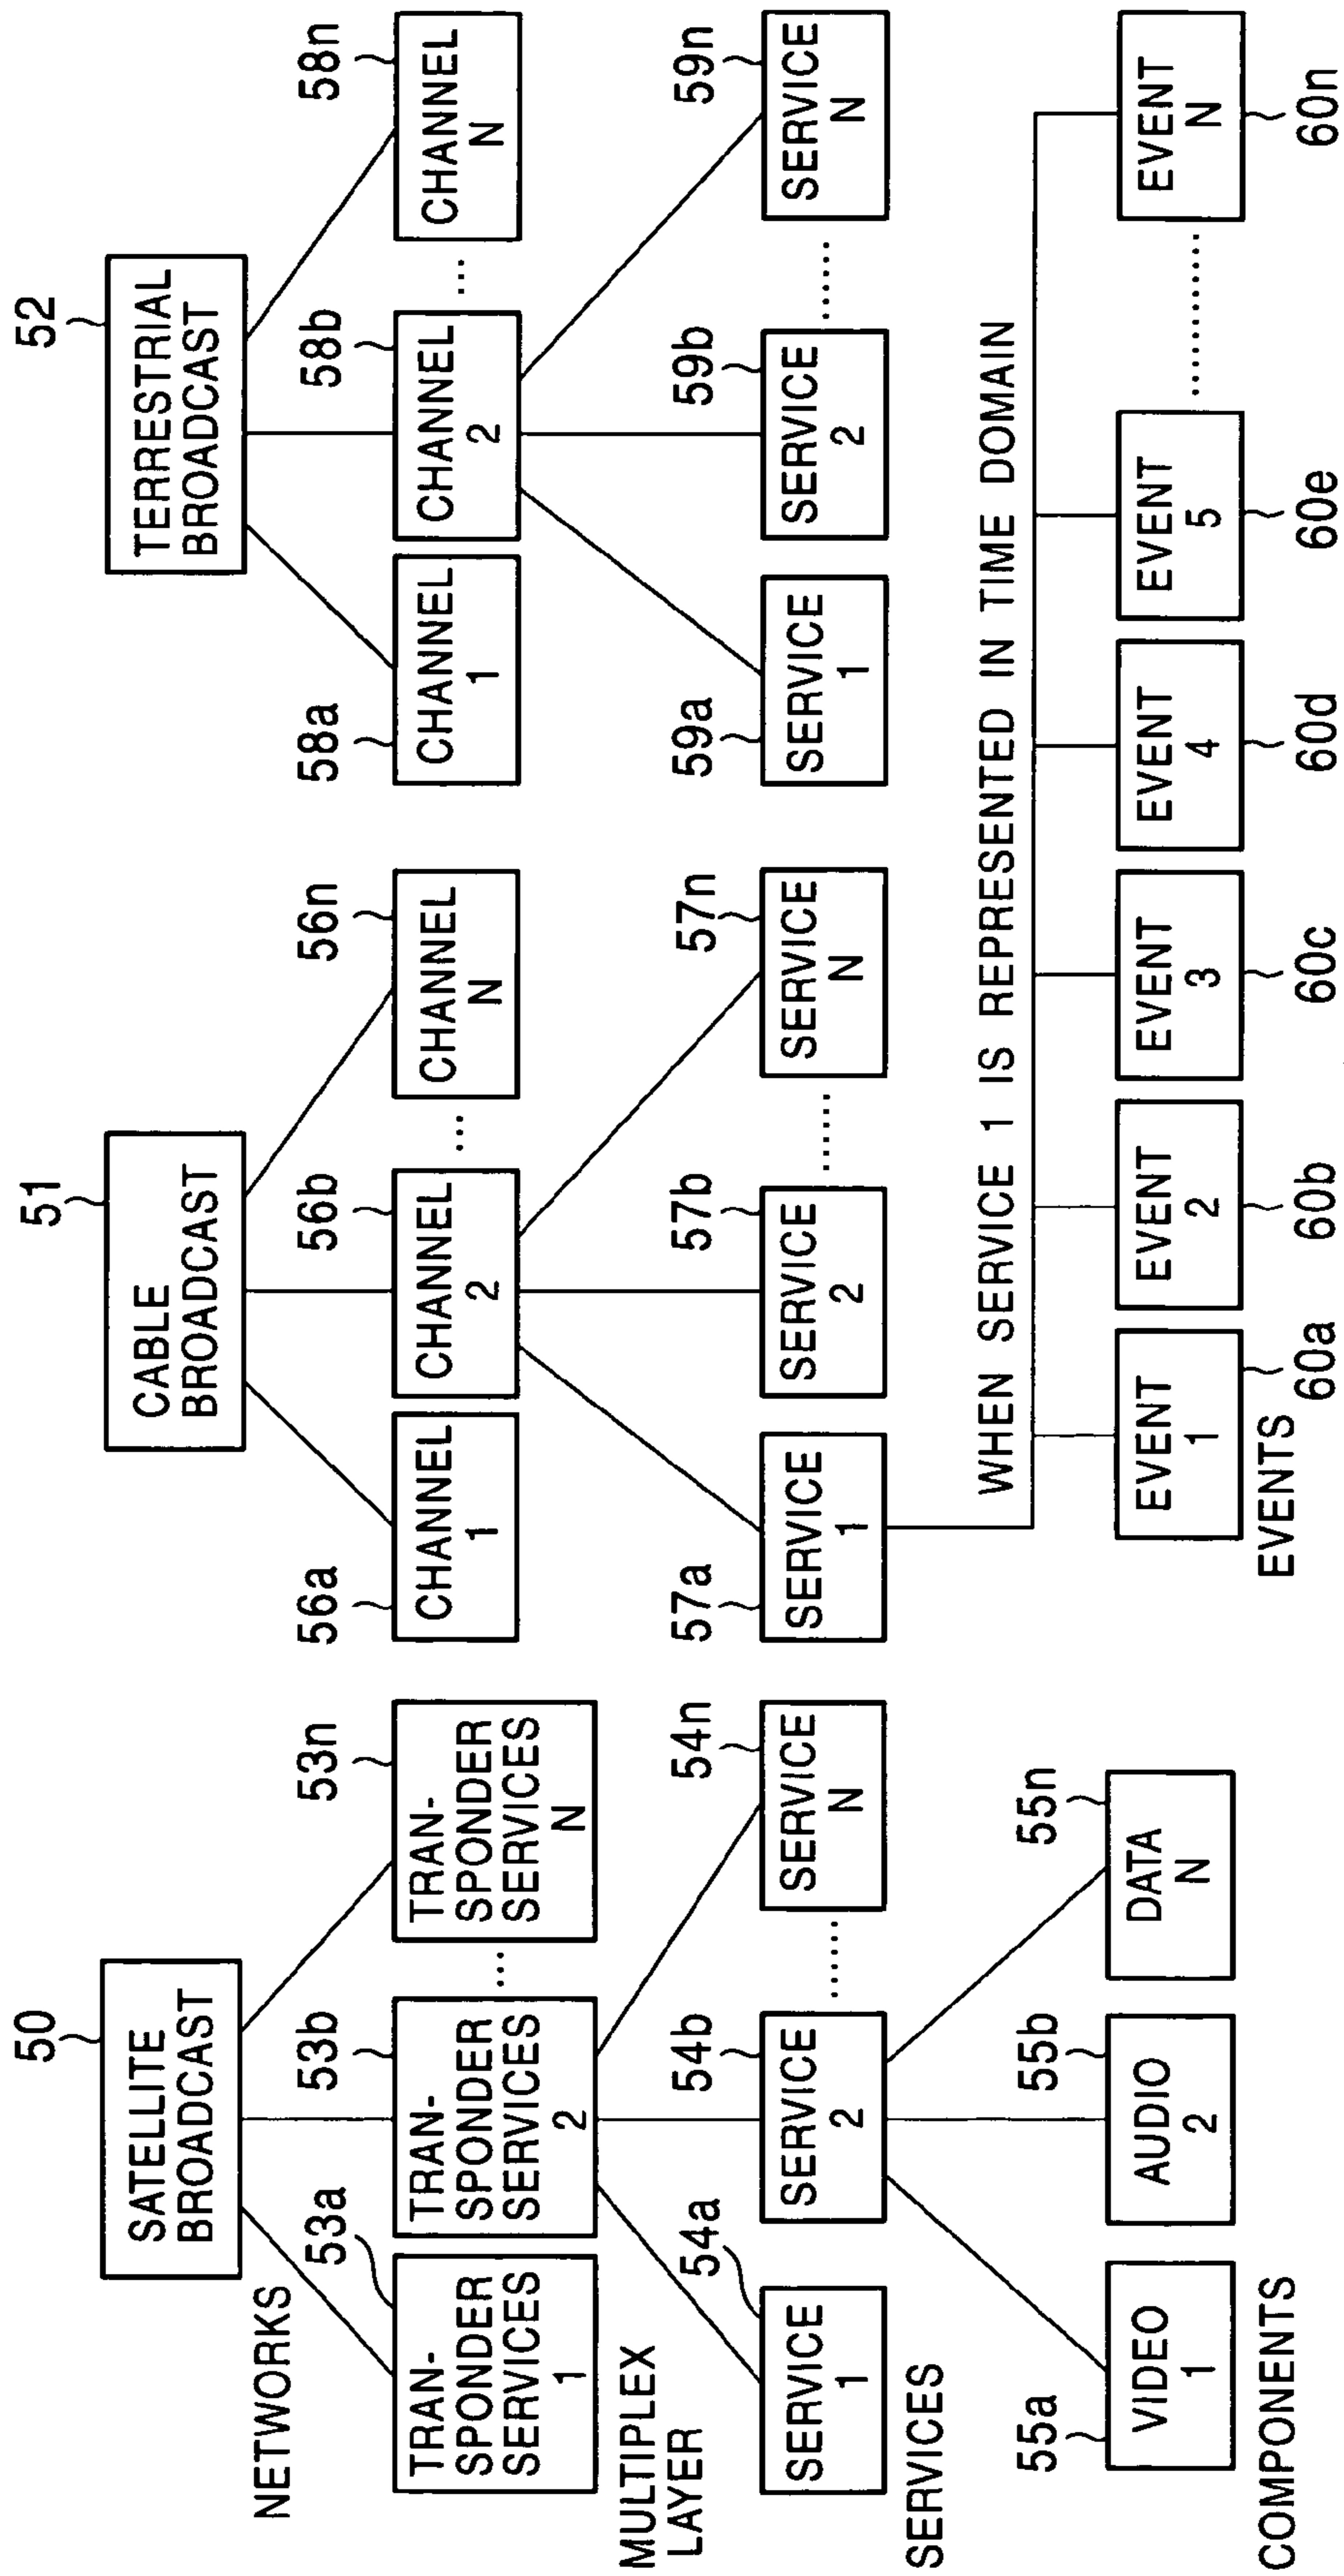 50
SATELLITE
BROADCAST
51
CABLE
BROADCAST
52
TERRESTRIAL
BROADCAST
NETWORKS
53a
TRAN-
SPONDER
SERVICES
1
53b
TRAN-
SPONDER
SERVICES
2
...
53n
TRAN-
SPONDER
SERVICES
N
56a
CHANNEL
1
56b
CHANNEL
2
...
56n
CHANNEL
N
58a
CHANNEL
1
58b
CHANNEL
2
...
58n
CHANNEL
N
MULTIPLEX
LAYER
54a
SERVICE
1
54b
SERVICE
2
......
54n
SERVICE
N
57a
SERVICE
1
57b
SERVICE
2
......
57n
SERVICE
N
59a
SERVICE
1
59b
SERVICE
2
......
59n
SERVICE
N
SERVICES
WHEN SERVICE 1 IS REPRESENTED IN TIME DOMAIN
55a
VIDEO
1
55b
AUDIO
2
55n
DATA
N
COMPONENTS
EVENT
1
60a
EVENT
2
60b
EVENT
3
60c
EVENT
4
60d
EVENT
5
60e
..........
EVENT
N
60n
EVENTS